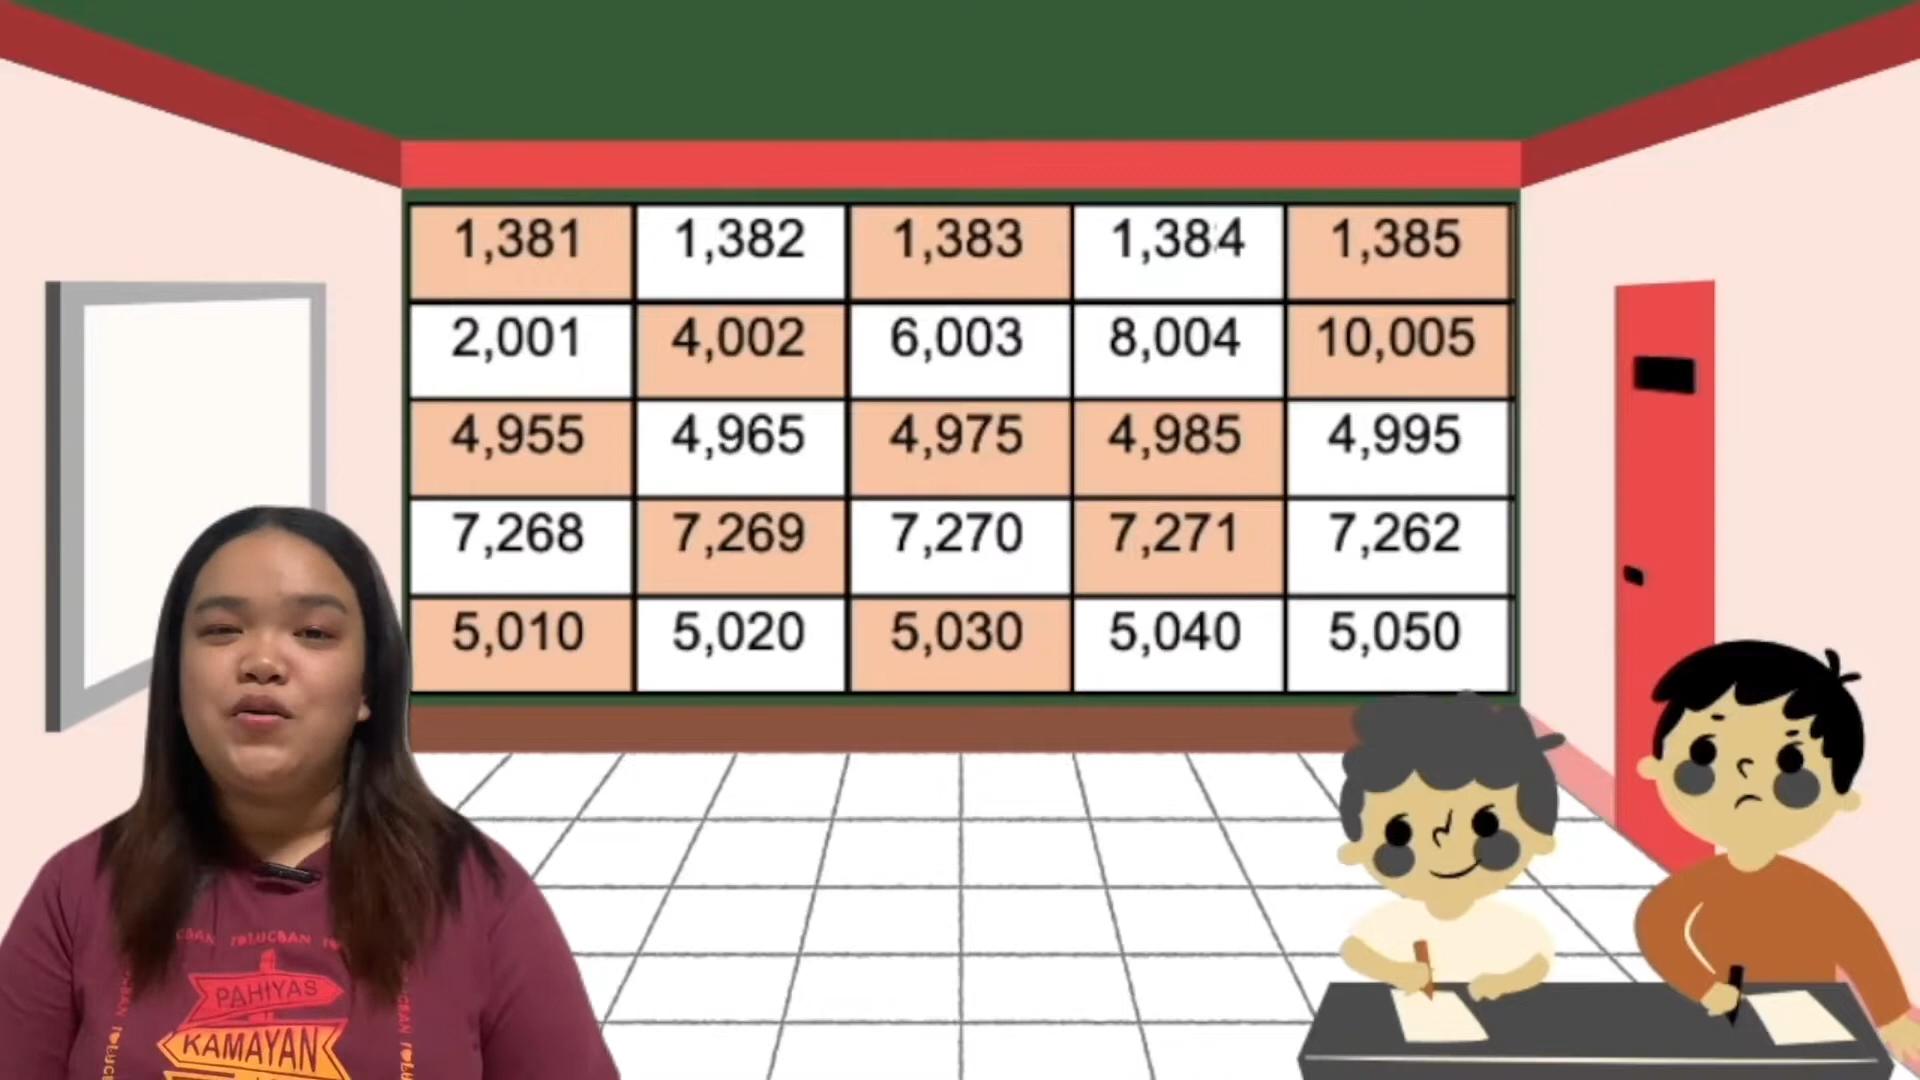 1,381 1,382 1,383 1,384 1,385
2,001 4,002 6,003 8,004 10,005
4,955 4,965 4,975 4,985 4,995
7,268 7,269 7,270 7,271 7,262
5,010 5,020 5,030 5,040 5,050
PAHIYAS
KAMAYAN